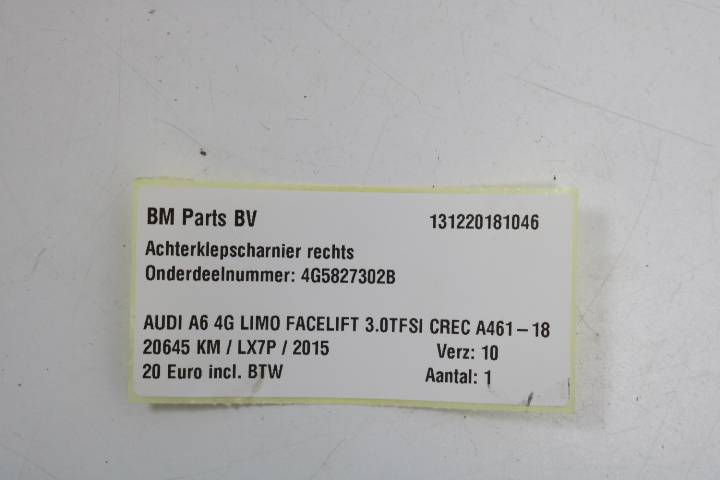 BM Parts BV 131220181046
Achterklepscharnier rechts
Onderdeelnummer: 4G5827302B
AUDI A6 4G LIMO FACELIFT 3.0TFSI CREC A461-18
20645 KM / LX7P / 2015 Verz: 10
20 Euro incl. BTW Aantal: 1